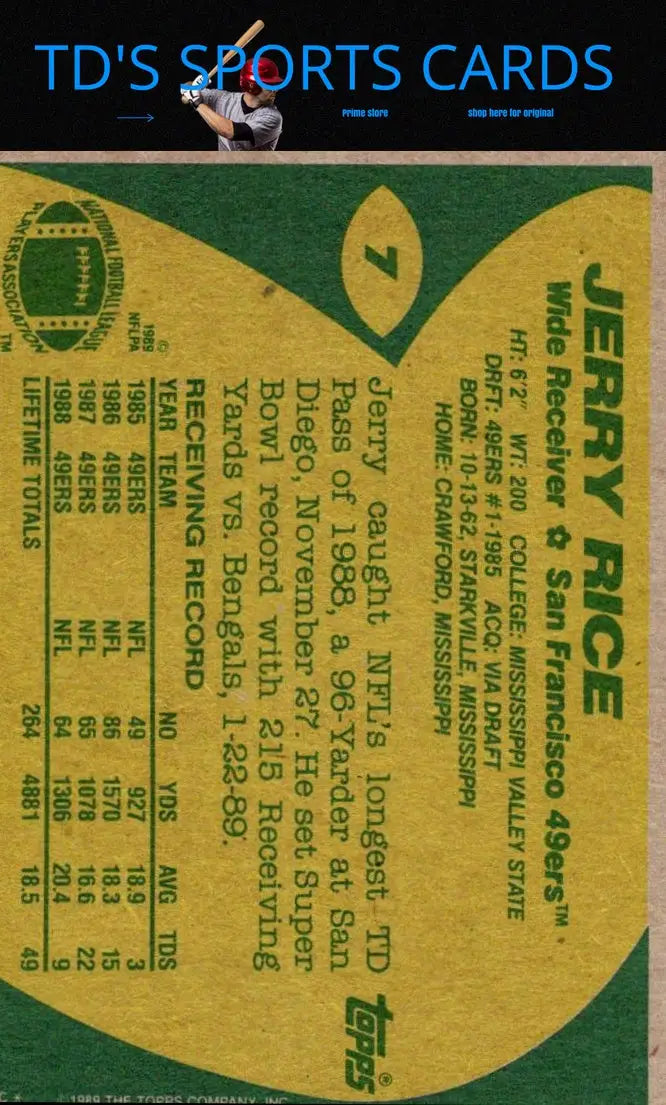 TD'S SPORTS CARDS
Prime store
shop here for original
7
JERRY RICE
Wide Receiver ✿ San Francisco 49ers™
HT: 6'2" WT: 200 COLLEGE: MISSISSIPPI VALLEY STATE
DRFT: 49ERS #1-1985 ACQ: VIA DRAFT
BORN: 10-13-62, STARKVILLE, MISSISSIPPI
HOME: CRAWFORD, MISSISSIPPI
Jerry caught NFL's longest TD
Pass of 1988, a 96-Yarder at San
Diego, November 27. He set Super
Bowl record with 215 Receiving
Yards vs. Bengals, 1-22-89.
RECEIVING RECORD
YEAR TEAM NO YDS AVG TDS
1985 49ERS NFL 49 927 18.9 3
1986 49ERS NFL 86 1570 18.3 15
1987 49ERS NFL 65 1078 16.6 22
1988 49ERS NFL 64 1306 20.4 9
LIFETIME TOTALS 264 4881 18.5 49
NATIONAL FOOTBALL LEAGUE
PLAYERS ASSOCIATION
TM
©
1989
NFLPA
topps®
1989 THE TOPPS COMPANY, INC.